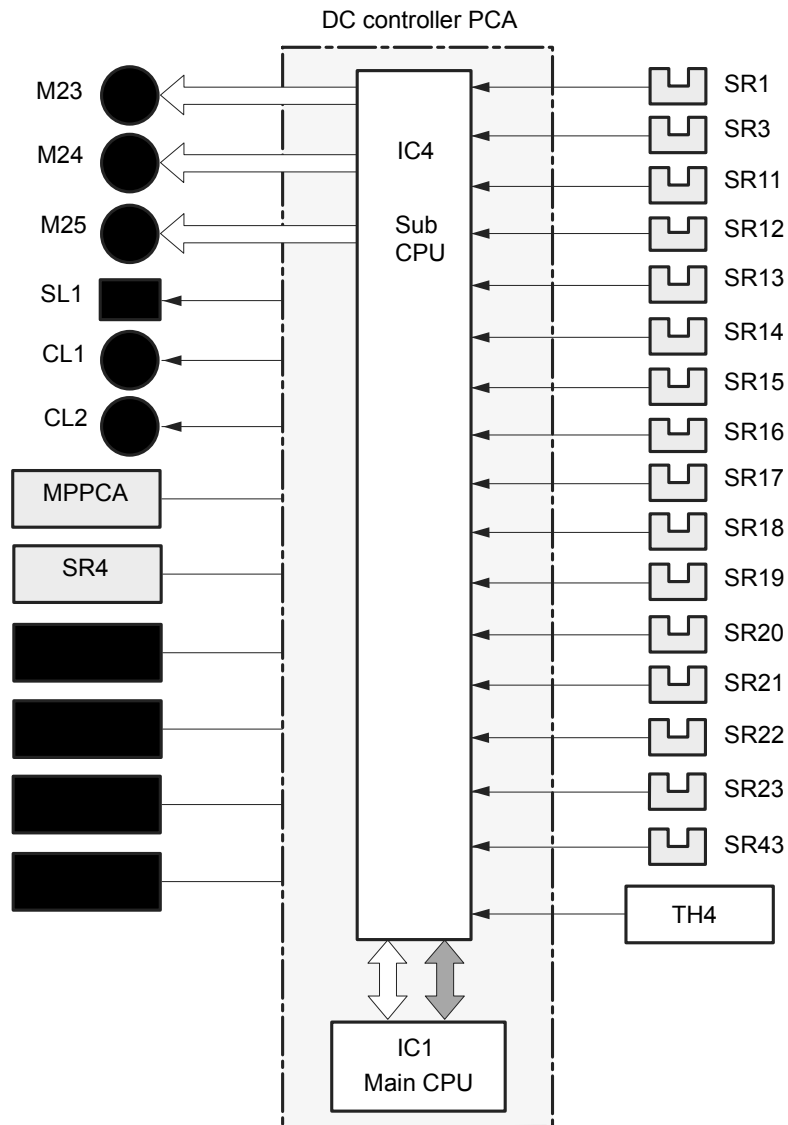 DC controller PCA
M23
M24
M25
SL1
CL1
CL2
MPPCA
SR4
IC4
Sub
CPU
SR1
SR3
SR11
SR12
SR13
SR14
SR15
SR16
SR17
SR18
SR19
SR20
SR21
SR22
SR23
SR43
TH4
IC1
Main CPU